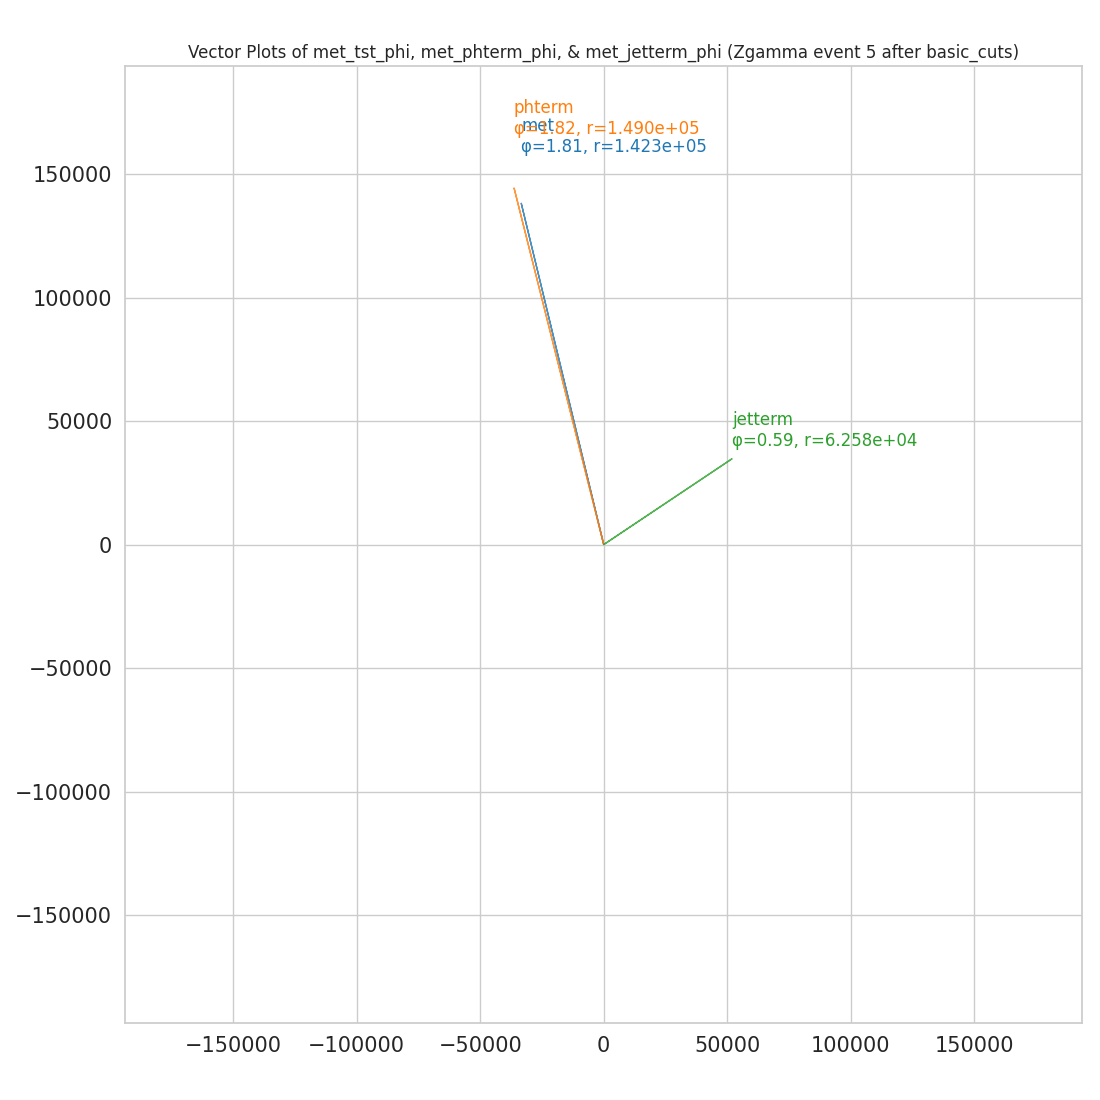 Vector Plots of met_tst_phi, met_phterm_phi, & met_jetterm_phi (Zgamma event 5 after basic_cuts)
phterm
φ=1.82, r=1.490e+05
met
φ=1.81, r=1.423e+05
jetterm
φ=0.59, r=6.258e+04
150000
100000
50000
0
−50000
−100000
−150000
−150000
−100000
−50000
0
50000
100000
150000